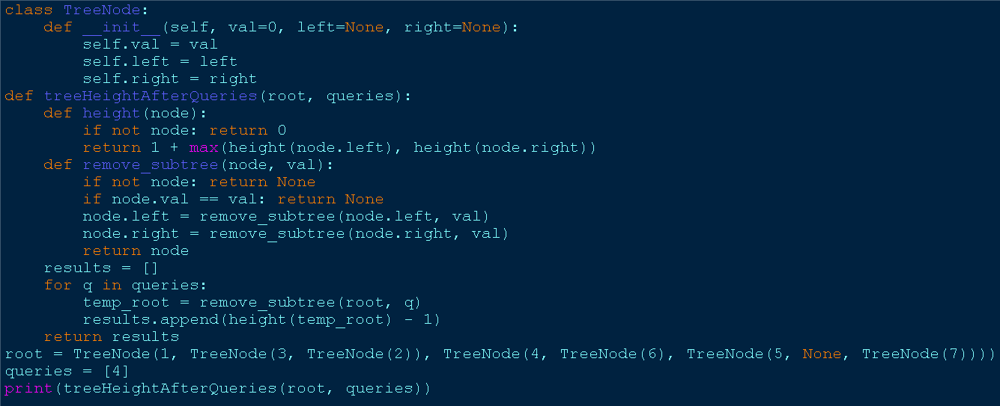 class TreeNode:
    def __init__(self, val=0, left=None, right=None):
        self.val = val
        self.left = left
        self.right = right
def treeHeightAfterQueries(root, queries):
    def height(node):
        if not node: return 0
        return 1 + max(height(node.left), height(node.right))
    def remove_subtree(node, val):
        if not node: return None
        if node.val == val: return None
        node.left = remove_subtree(node.left, val)
        node.right = remove_subtree(node.right, val)
        return node
    results = []
    for q in queries:
        temp_root = remove_subtree(root, q)
        results.append(height(temp_root) - 1)
    return results
root = TreeNode(1, TreeNode(3, TreeNode(2)), TreeNode(4, TreeNode(6), TreeNode(5, None, TreeNode(7))))
queries = [4]
print(treeHeightAfterQueries(root, queries))